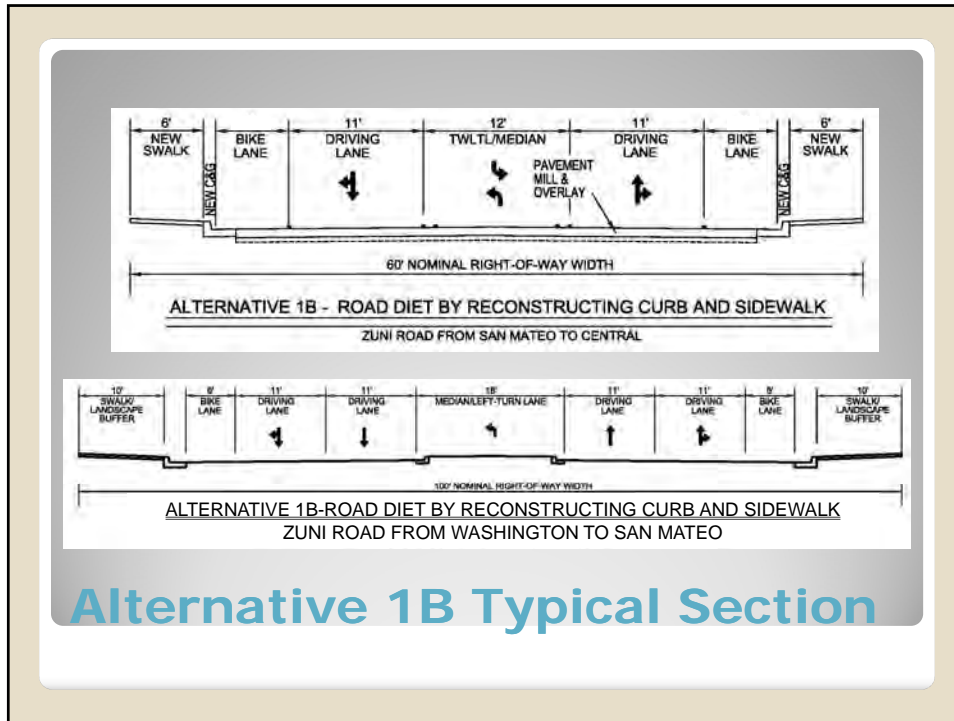 6' 11' 12' 11' 6'
NEW SWALK
NEW C&G
BIKE LANE
DRIVING LANE
TWLTL/MEDIAN
PAVEMENT
MILL &
OVERLAY
DRIVING LANE
BIKE LANE
NEW C&G
NEW SWALK
60' NOMINAL RIGHT-OF-WAY WIDTH
ALTERNATIVE 1B - ROAD DIET BY RECONSTRUCTING CURB AND SIDEWALK
ZUNI ROAD FROM SAN MATEO TO CENTRAL
10' 11' 11' 11' 11' 10'
SWALK/
LANDSCAPE
BUFFER
BIKE
LANE
DRIVING
LANE
DRIVING
LANE
MEDIAN/LEFT-TURN LANE
DRIVING
LANE
DRIVING
LANE
BIKE
LANE
SWALK/
LANDSCAPE
BUFFER
100' NOMINAL RIGHT-OF-WAY WIDTH
ALTERNATIVE 1B-ROAD DIET BY RECONSTRUCTING CURB AND SIDEWALK
ZUNI ROAD FROM WASHINGTON TO SAN MATEO
Alternative 1B Typical Section